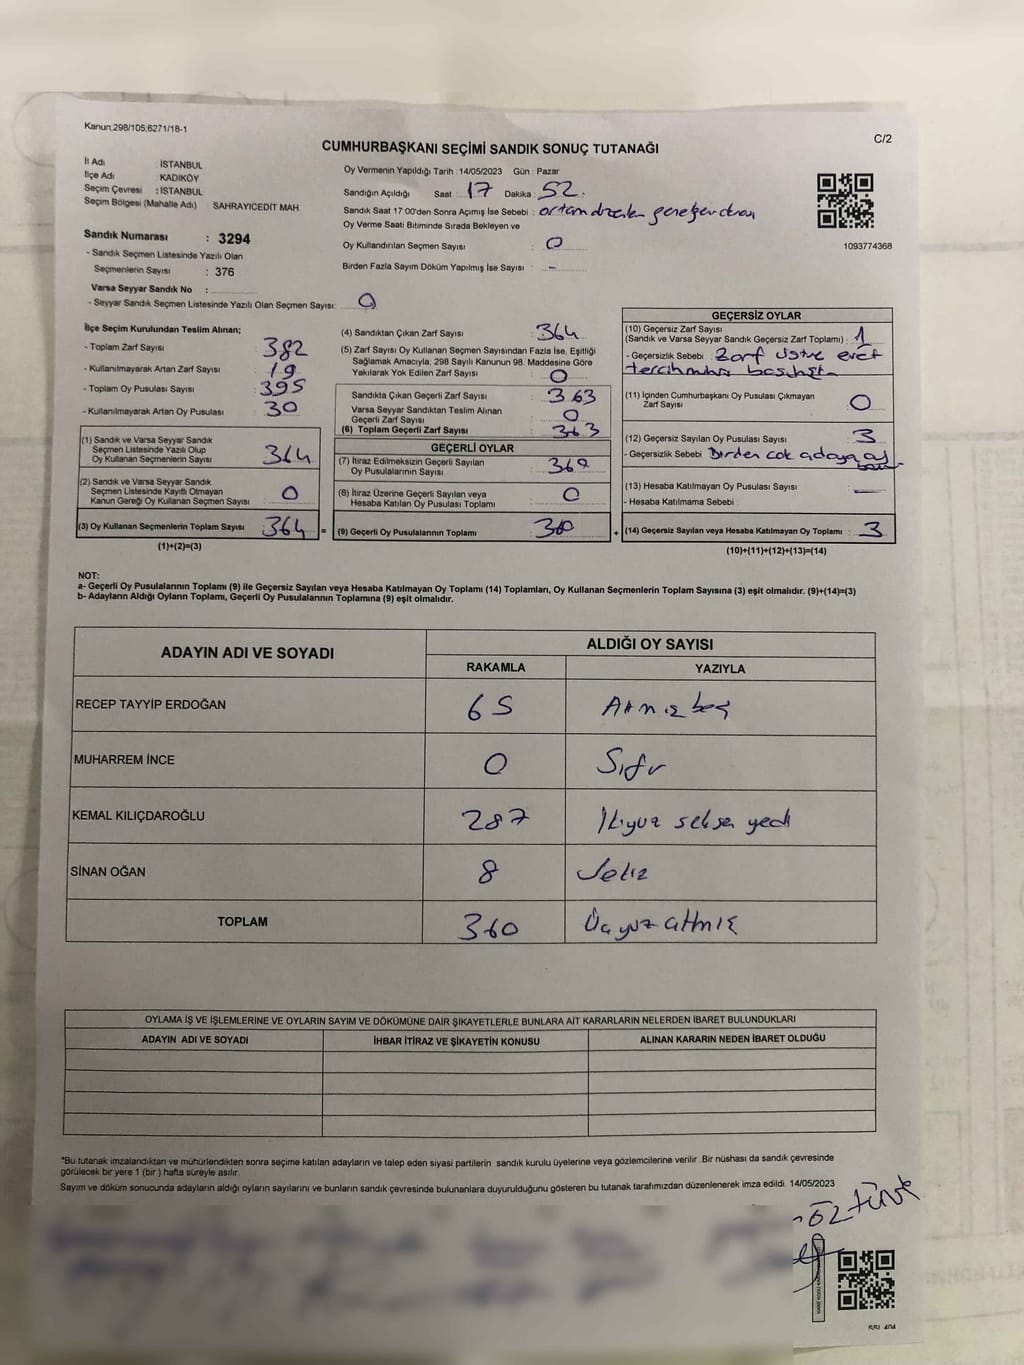 Kanun;298/105,6271/18-1
C/2
CUMHURBAŞKANI SEÇİMİ SANDIK SONUÇ TUTANAĞI
İl Adı İSTANBUL
İlçe Adı KADIKÖY
Seçim Çevresi : İSTANBUL
Seçim Bölgesi (Mahalle Adı) SAHRAYICEDİT MAH.
Sandık Numarası : 3294
- Sandık Seçmen Listesinde Yazılı Olan
Seçmenlerin Sayısı : 376
Varsa Seyyar Sandık No :
- Seyyar Sandık Seçmen Listesinde Yazılı Olan Seçmen Sayısı: 0
Oy Vermenin Yapıldığı Tarih : 14/05/2023 Gün : Pazar
Sandığın Açıldığı Saat : 17 Dakika : 52
Sandık Saat 17:00'den Sonra Açımış İse Sebebi :
Oy Verme Saati Bitiminde Sırada Bekleyen ve
Oy Kullandırılan Seçmen Sayısı : 0
Birden Fazla Sayım Döküm Yapılmış İse Sayısı : -
1093774368
İlçe Seçim Kurulundan Teslim Alınan;
- Toplam Zarf Sayısı 382
- Kullanılmayarak Artan Zarf Sayısı : 19
- Toplam Oy Pusulası Sayısı : 395
- Kullanılmayarak Artan Oy Pusulası : 30
(1) Sandık ve Varsa Seyyar Sandık
Seçmen Listesinde Yazılı Olup
Oy Kullanan Seçmenlerin Sayısı : 364
(2) Sandık ve Varsa Seyyar Sandık
Seçmen Listesinde Kayıtlı Olmayan
Kanun Gereği Oy Kullanan Seçmen Sayısı : 0
(3) Oy Kullanan Seçmenlerin Toplam Sayısı : 364
(1)+(2)=(3)
(4) Sandıktan Çıkan Zarf Sayısı : 364
(5) Zarf Sayısı Oy Kullanan Seçmen Sayısından Fazla İse, Eşitliği
Sağlamak Amacıyla; 298 Sayılı Kanunun 98. Maddesine Göre
Yakılarak Yok Edilen Zarf Sayısı : 0
Sandıkta Çıkan Geçerli Zarf Sayısı : 363
Varsa Seyyar Sandıktan Teslim Alınan
Geçerli Zarf Sayısı : 0
(6) Toplam Geçerli Zarf Sayısı : 363
GEÇERLİ OYLAR
(7) İtiraz Edilmeksizin Geçerli Sayılan
Oy Pusulalarının Sayısı : 360
(8) İtiraz Üzerine Geçerli Sayılan veya
Hesaba Katılan Oy Pusulası Toplamı : 0
(9) Geçerli Oy Pusulalarının Toplamı : 360
GEÇERSİZ OYLAR
(10) Geçersiz Zarf Sayısı
(Sandık ve Varsa Seyyar Sandık Geçersiz Zarf Toplamı) : 1
- Geçersizlik Sebebi : Zarf üstüne evet
(11) İçinden Cumhurbaşkanı Oy Pusulası Çıkmayan
Zarf Sayısı : 0
(12) Geçersiz Sayılan Oy Pusulası Sayısı : 3
- Geçersizlik Sebebi : Birden çok adaya oy
(13) Hesaba Katılmayan Oy Pusulası Sayısı : —
- Hesaba Katılmama Sebebi :
(14) Geçersiz Sayılan veya Hesaba Katılmayan Oy Toplamı : 3
(10)+(11)+(12)+(13)=(14)
NOT:
a- Geçerli Oy Pusulalarının Toplamı (9) ile Geçersiz Sayılan veya Hesaba Katılmayan Oy Toplamı (14) Toplamları, Oy Kullanan Seçmenlerin Toplam Sayısına (3) eşit olmalıdır. (9)+(14)=(3)
b- Adayların Aldığı Oyların Toplamı, Geçerli Oy Pusulalarının Toplamına (9) eşit olmalıdır.
ADAYIN ADI VE SOYADI ALDIĞI OY SAYISI
RAKAMLA YAZIYLA
RECEP TAYYİP ERDOĞAN 65 Atmış beş
MUHARREM İNCE 0 Sıfır
KEMAL KILIÇDAROĞLU 287 İkiyüz seksen yedi
SİNAN OĞAN 8 Sekiz
TOPLAM 360 Üçyüz atmış
OYLAMA İŞ VE İŞLEMLERİNE VE OYLARIN SAYIM VE DÖKÜMÜNE DAİR ŞİKAYETLERLE BUNLARA AİT KARARLARIN NELERDEN İBARET BULUNDUKLARI
ADAYIN ADI VE SOYADI İHBAR İTİRAZ VE ŞİKAYETİN KONUSU ALINAN KARARIN NEDEN İBARET OLDUĞU
*Bu tutanak imzalandıktan ve mühürlendikten sonra seçime katılan adayların ve talep eden siyasi partilerin sandık kurulu üyelerine veya gözlemcilerine verilir. Bir nüshası da sandık çevresinde
görülecek bir yere 1 (bir) hafta süreyle asılır.
Sayım ve döküm sonucunda adayların aldığı oyların sayılarını ve bunların sandık çevresinde bulunanlara duyurulduğunu gösteren bu tutanak tarafımızdan düzenlenerek imza edildi. 14/05/2023
ÖZTÜRK